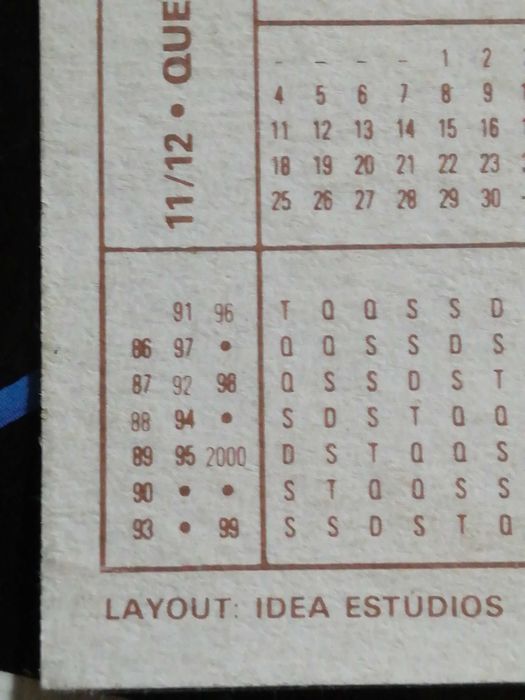 11/12 • QUE
– – – – 1 2
4 5 6 7 8 9
11 12 13 14 15 16
18 19 20 21 22 23
25 26 27 28 29 30
91 96 T Q Q S S D
86 97 • Q Q S S D S
87 92 98 Q S S D S T
88 94 • S D S T Q Q
89 95 2000 D S T Q Q S
90 • • S T Q Q S S
93 • 99 S S D S T Q
LAYOUT: IDEA ESTÚDIOS